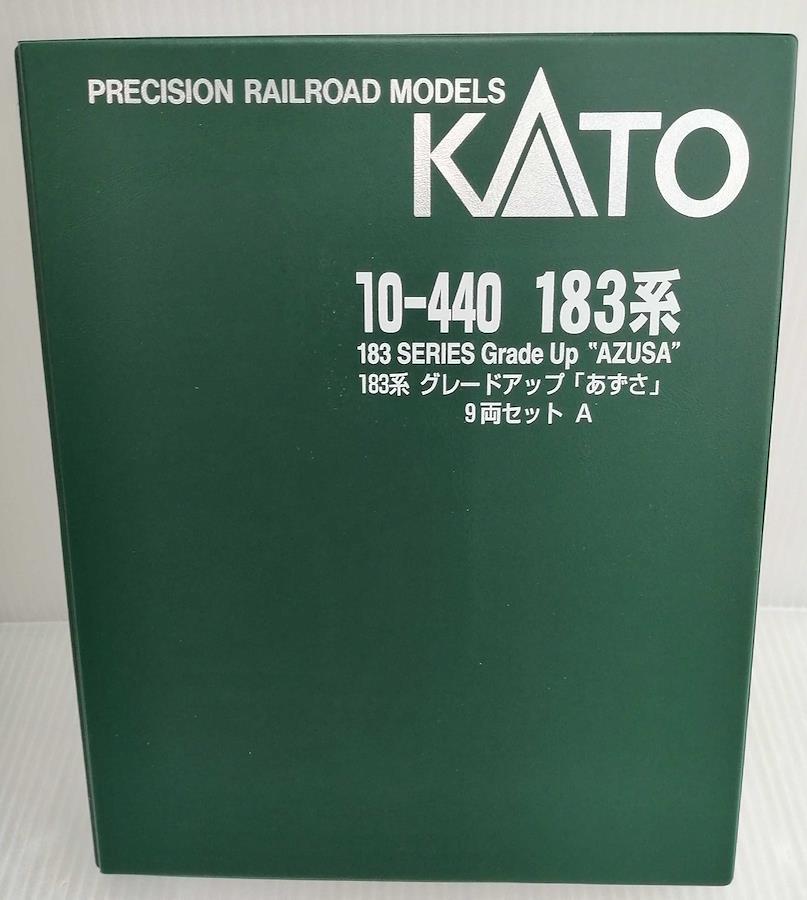 PRECISION RAILROAD MODELS
KATO
10-440 183系
183 SERIES Grade Up "AZUSA"
183系 グレードアップ「あずさ」
9両セット A